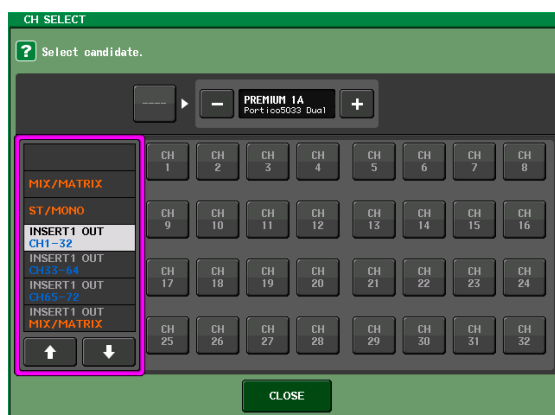 CH SELECT
? Select candidate.
----
PREMIUM 1A
Portico5033 Dual
MIX/MATRIX
ST/MONO
INSERT1 OUT
CH1-32
INSERT1 OUT
CH33-64
INSERT1 OUT
CH65-72
INSERT1 OUT
MIX/MATRIX
CH 1
CH 2
CH 3
CH 4
CH 5
CH 6
CH 7
CH 8
CH 9
CH 10
CH 11
CH 12
CH 13
CH 14
CH 15
CH 16
CH 17
CH 18
CH 19
CH 20
CH 21
CH 22
CH 23
CH 24
CH 25
CH 26
CH 27
CH 28
CH 29
CH 30
CH 31
CH 32
CLOSE